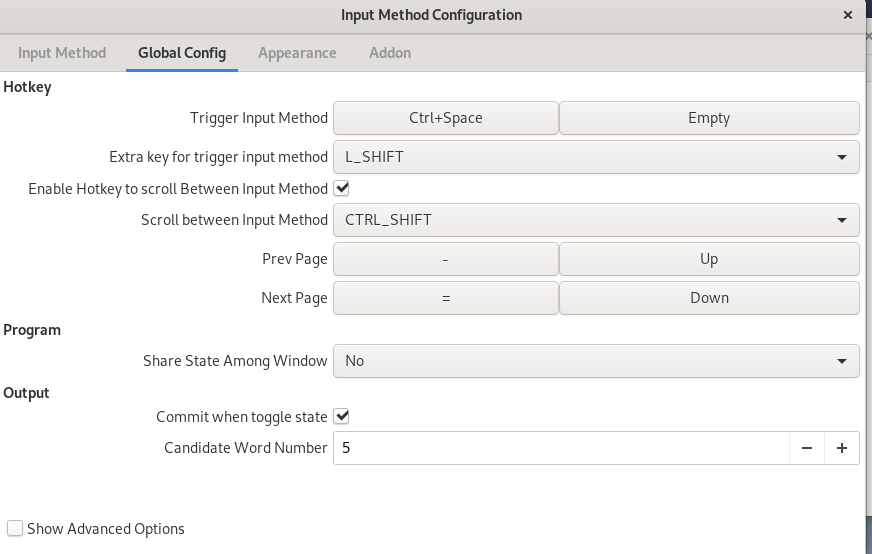 Input Method Configuration ×
Input Method Global Config Appearance Addon
Hotkey
Trigger Input Method Ctrl+Space Empty
Extra key for trigger input method L_SHIFT
Enable Hotkey to scroll Between Input Method
Scroll between Input Method CTRL_SHIFT
Prev Page - Up
Next Page = Down
Program
Share State Among Window No
Output
Commit when toggle state
Candidate Word Number 5 − +
Show Advanced Options